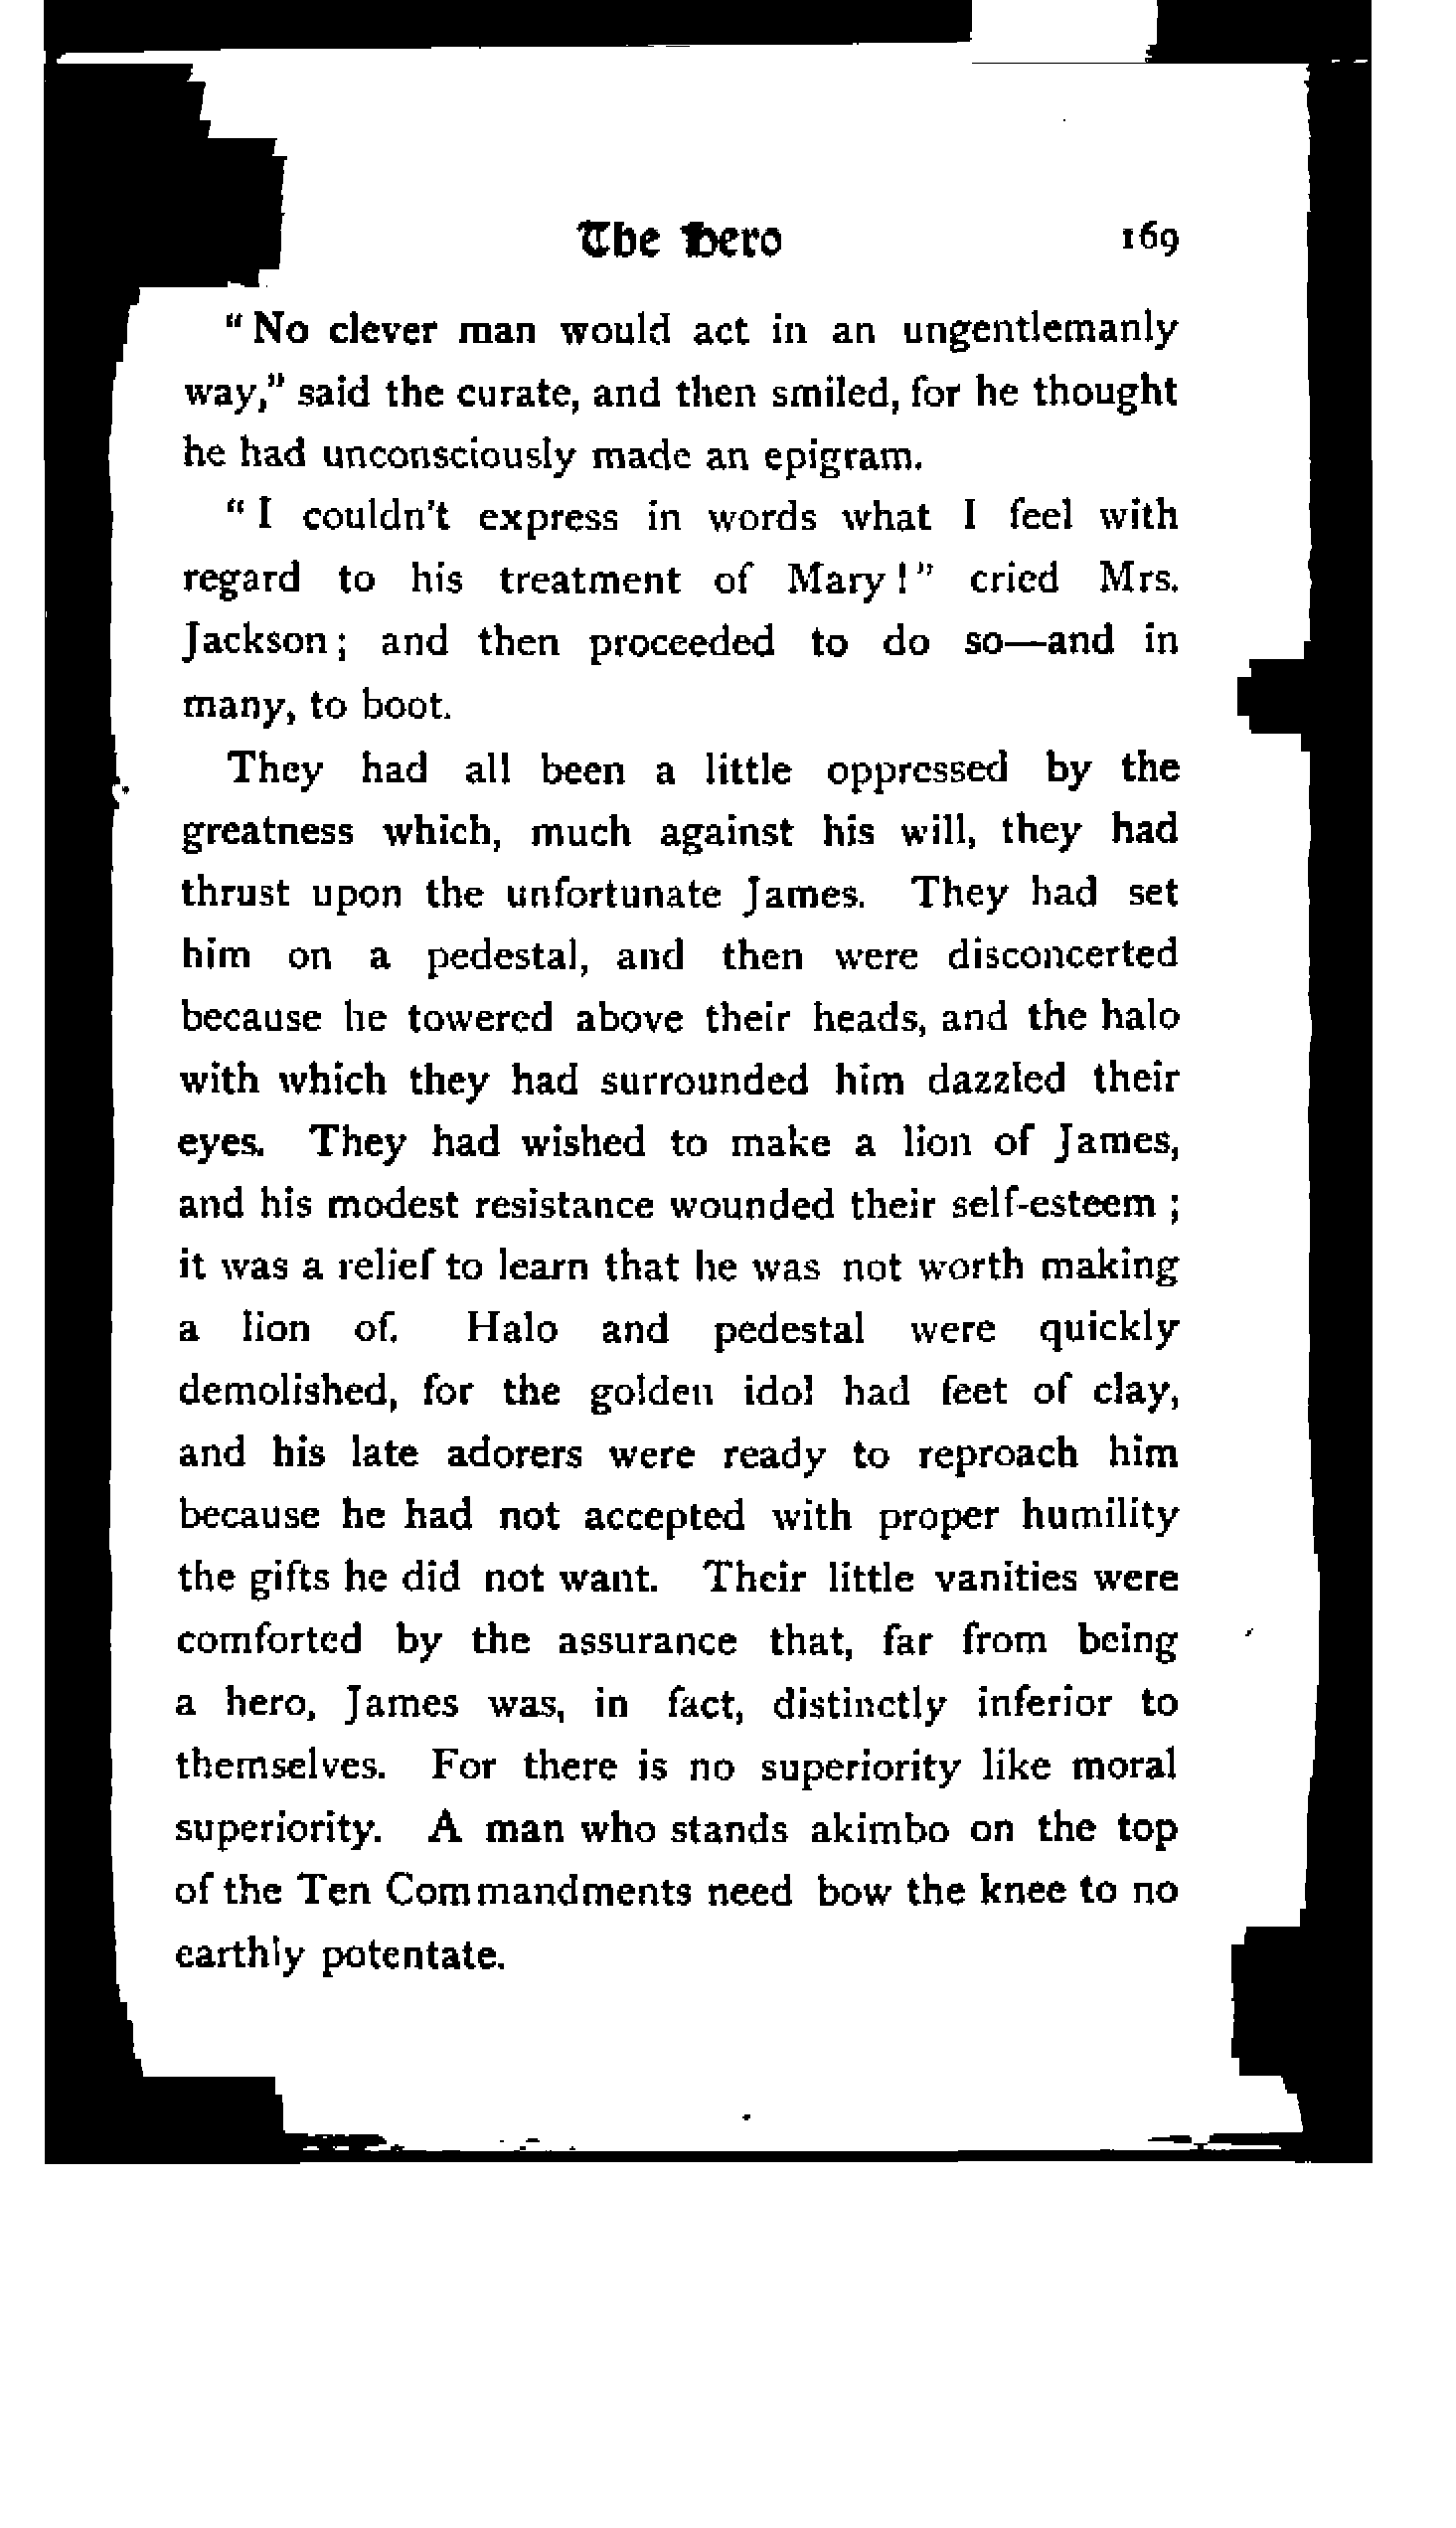 The Hero 169
"No clever man would act in an ungentlemanly
way," said the curate, and then smiled, for he thought
he had unconsciously made an epigram.
"I couldn't express in words what I feel with
regard to his treatment of Mary!" cried Mrs.
Jackson; and then proceeded to do so—and in
many, to boot.
They had all been a little oppressed by the
greatness which, much against his will, they had
thrust upon the unfortunate James. They had set
him on a pedestal, and then were disconcerted
because he towered above their heads, and the halo
with which they had surrounded him dazzled their
eyes. They had wished to make a lion of James,
and his modest resistance wounded their self-esteem;
it was a relief to learn that he was not worth making
a lion of. Halo and pedestal were quickly
demolished, for the golden idol had feet of clay,
and his late adorers were ready to reproach him
because he had not accepted with proper humility
the gifts he did not want. Their little vanities were
comforted by the assurance that, far from being
a hero, James was, in fact, distinctly inferior to
themselves. For there is no superiority like moral
superiority. A man who stands akimbo on the top
of the Ten Commandments need bow the knee to no
earthly potentate.